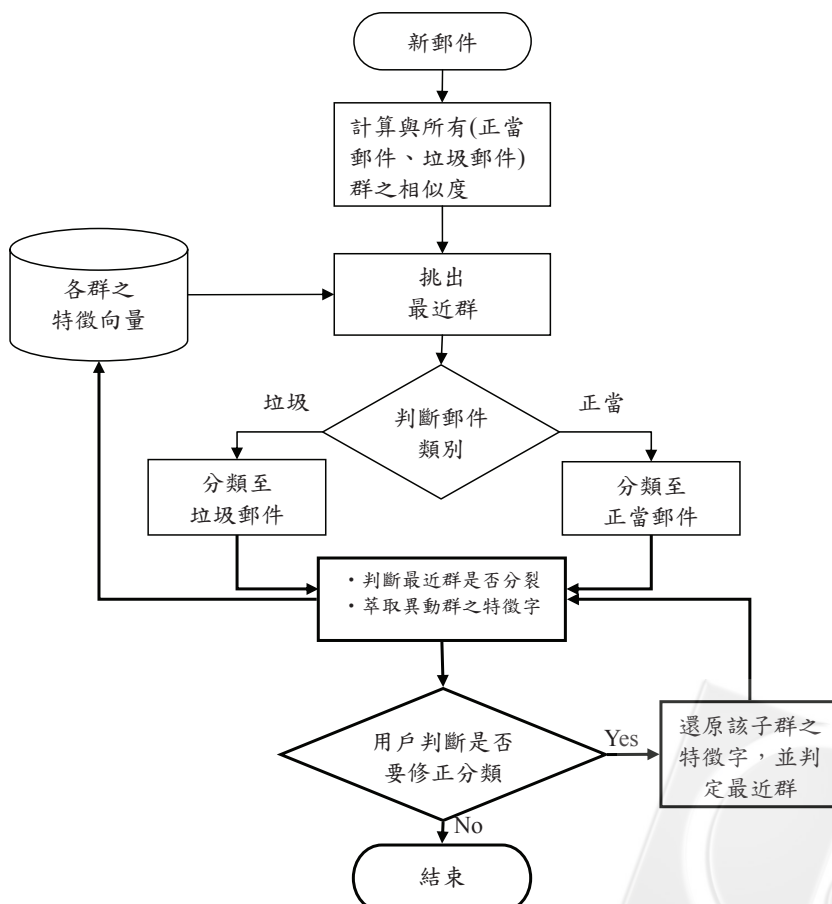 新郵件
計算與所有(正當
郵件、垃圾郵件)
群之相似度
各群之
特徵向量
挑出
最近群
垃圾
正當
判斷郵件
類別
分類至
垃圾郵件
分類至
正當郵件
・判斷最近群是否分裂
・萃取異動群之特徵字
用戶判斷是否
要修正分類
Yes
還原該子群之
特徵字，並判
定最近群
No
結束